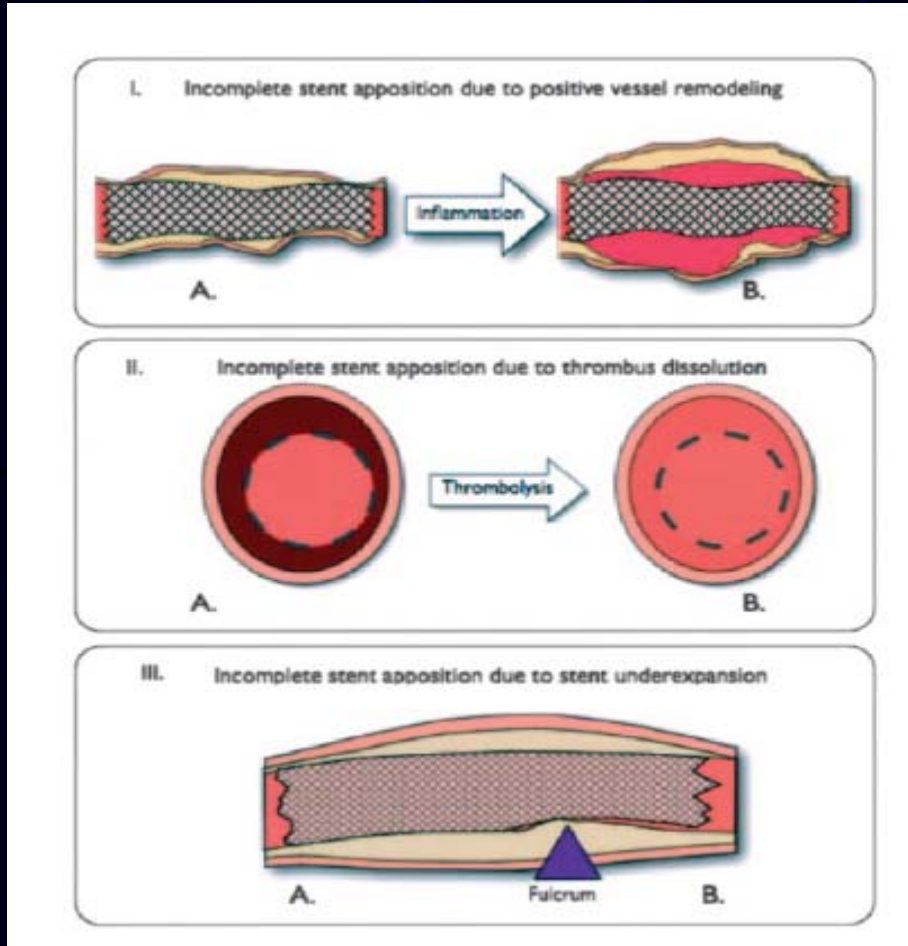 I. Incomplete stent apposition due to positive vessel remodeling
Inflammation
A. B.
II. Incomplete stent apposition due to thrombus dissolution
Thrombolysis
A. B.
III. Incomplete stent apposition due to stent underexpansion
A. Fulcrum B.